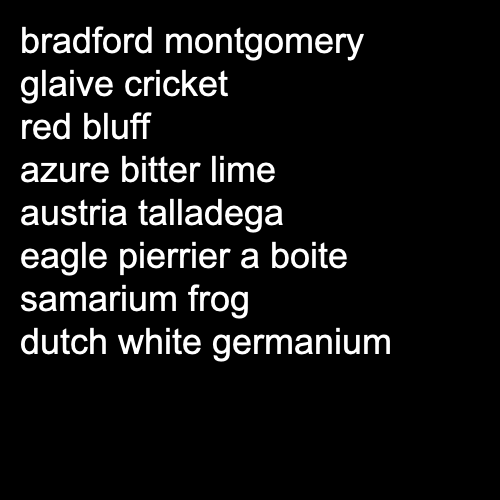 bradford montgomery
glaive cricket
red bluff
azure bitter lime
austria talladega
eagle pierrier a boite
samarium frog
dutch white germanium